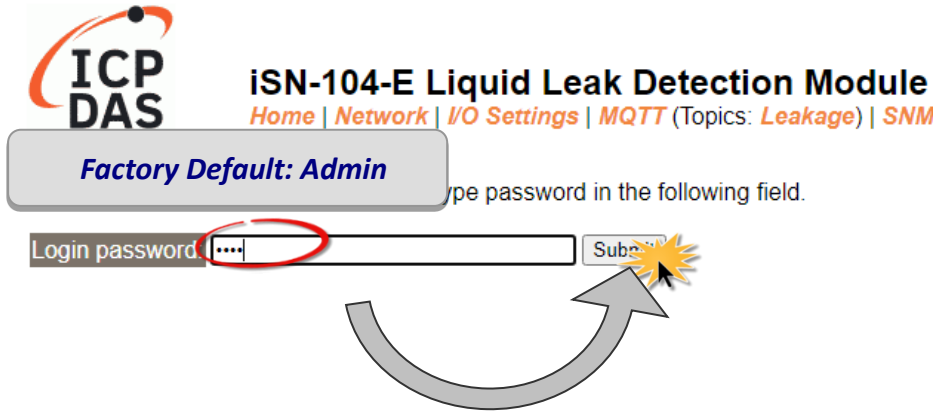 ICP
DAS
iSN-104-E Liquid Leak Detection Module
Home | Network | I/O Settings | MQTT (Topics: Leakage) | SNM
Factory Default: Admin
ype password in the following field.
Login password: ••••
Submit